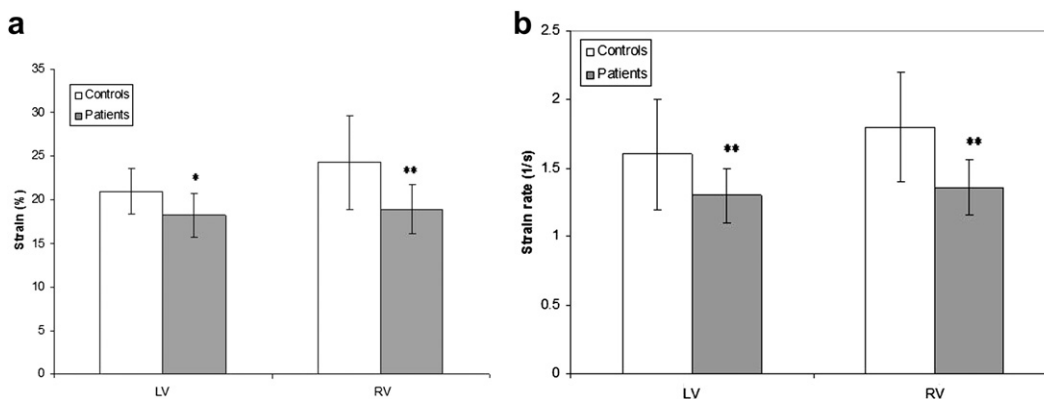 a
35
30
25
20
15
10
5
0
Strain (%)
Controls
Patients
*
**
LV
RV
b
2.5
2
1.5
1
0.5
0
Strain rate (1/s)
Controls
Patients
**
**
LV
RV